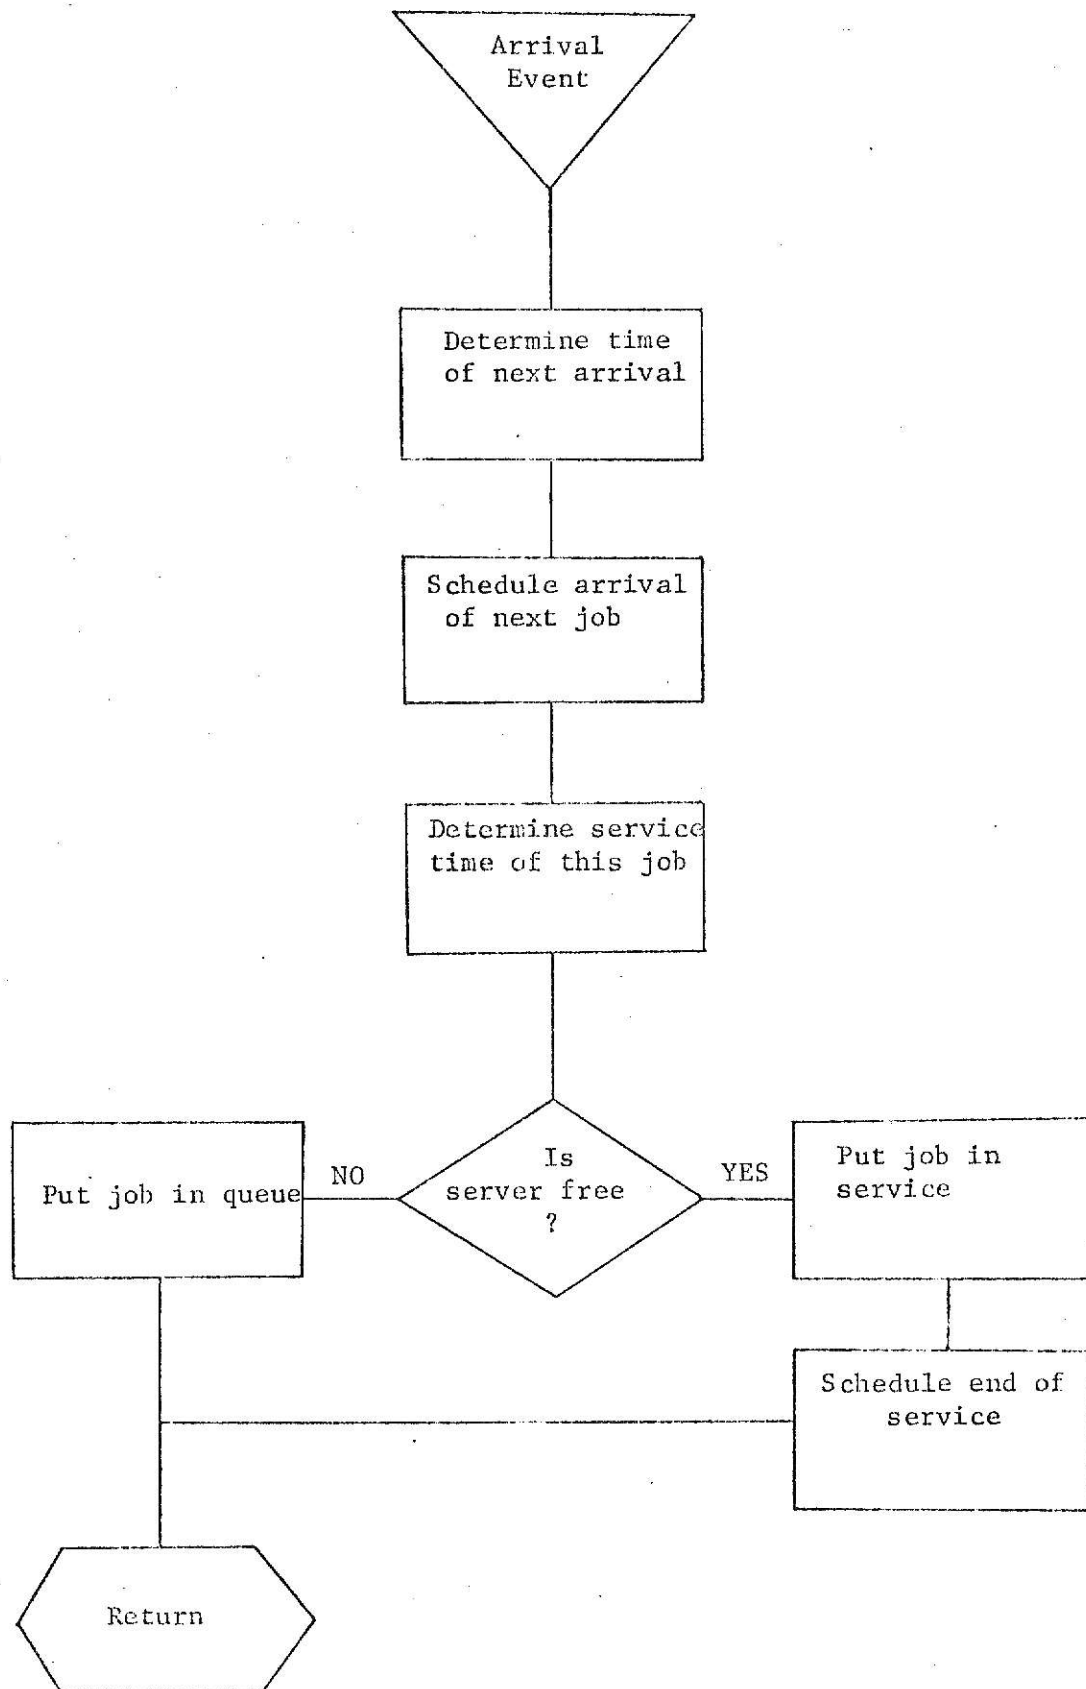 Arrival
Event
Determine time
of next arrival
Schedule arrival
of next job
Determine service
time of this job
Is
server free
?
NO
YES
Put job in queue
Put job in
service
Schedule end of
service
Return